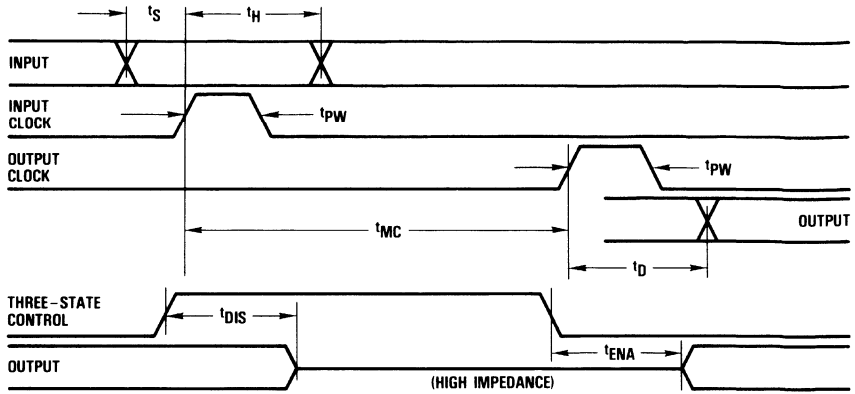 tS
tH
INPUT
INPUT
CLOCK
tPW
OUTPUT
CLOCK
tPW
tMC
OUTPUT
tD
THREE-STATE
CONTROL
tDIS
tENA
OUTPUT
(HIGH IMPEDANCE)